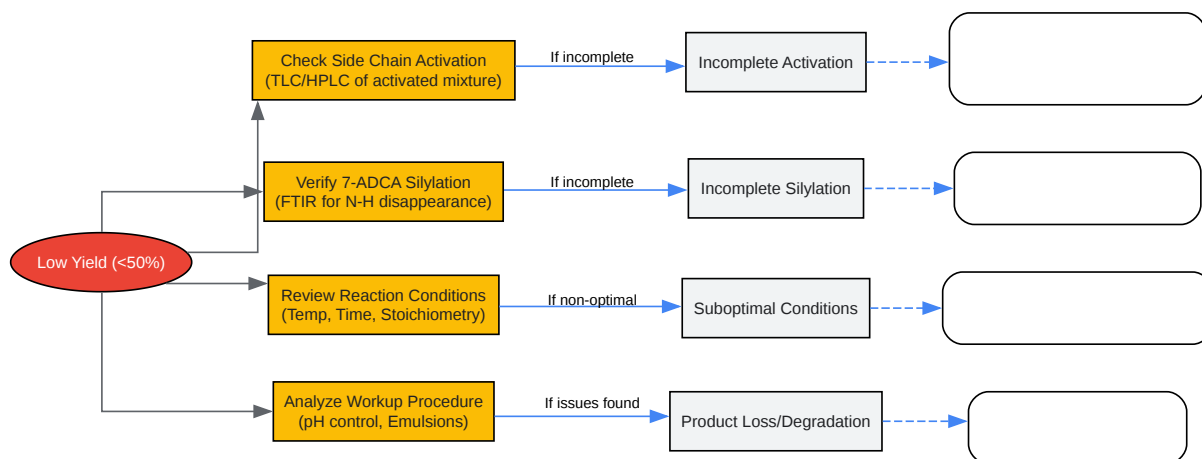 Check Side Chain Activation
(TLC/HPLC of activated mixture)
If incomplete
Incomplete Activation
Verify 7-ADCA Silylation
(FTIR for N-H disappearance)
If incomplete
Incomplete Silylation
Low Yield (<50%)
Review Reaction Conditions
(Temp, Time, Stoichiometry)
If non-optimal
Suboptimal Conditions
Analyze Workup Procedure
(pH control, Emulsions)
If issues found
Product Loss/Degradation